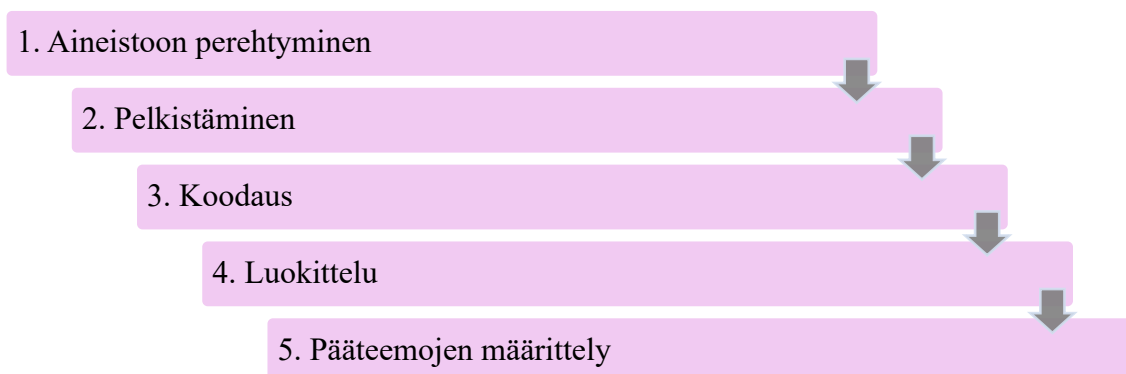 1. Aineistoon perehtyminen
2. Pelkistäminen
3. Koodaus
4. Luokittelu
5. Pääteemojen määrittely